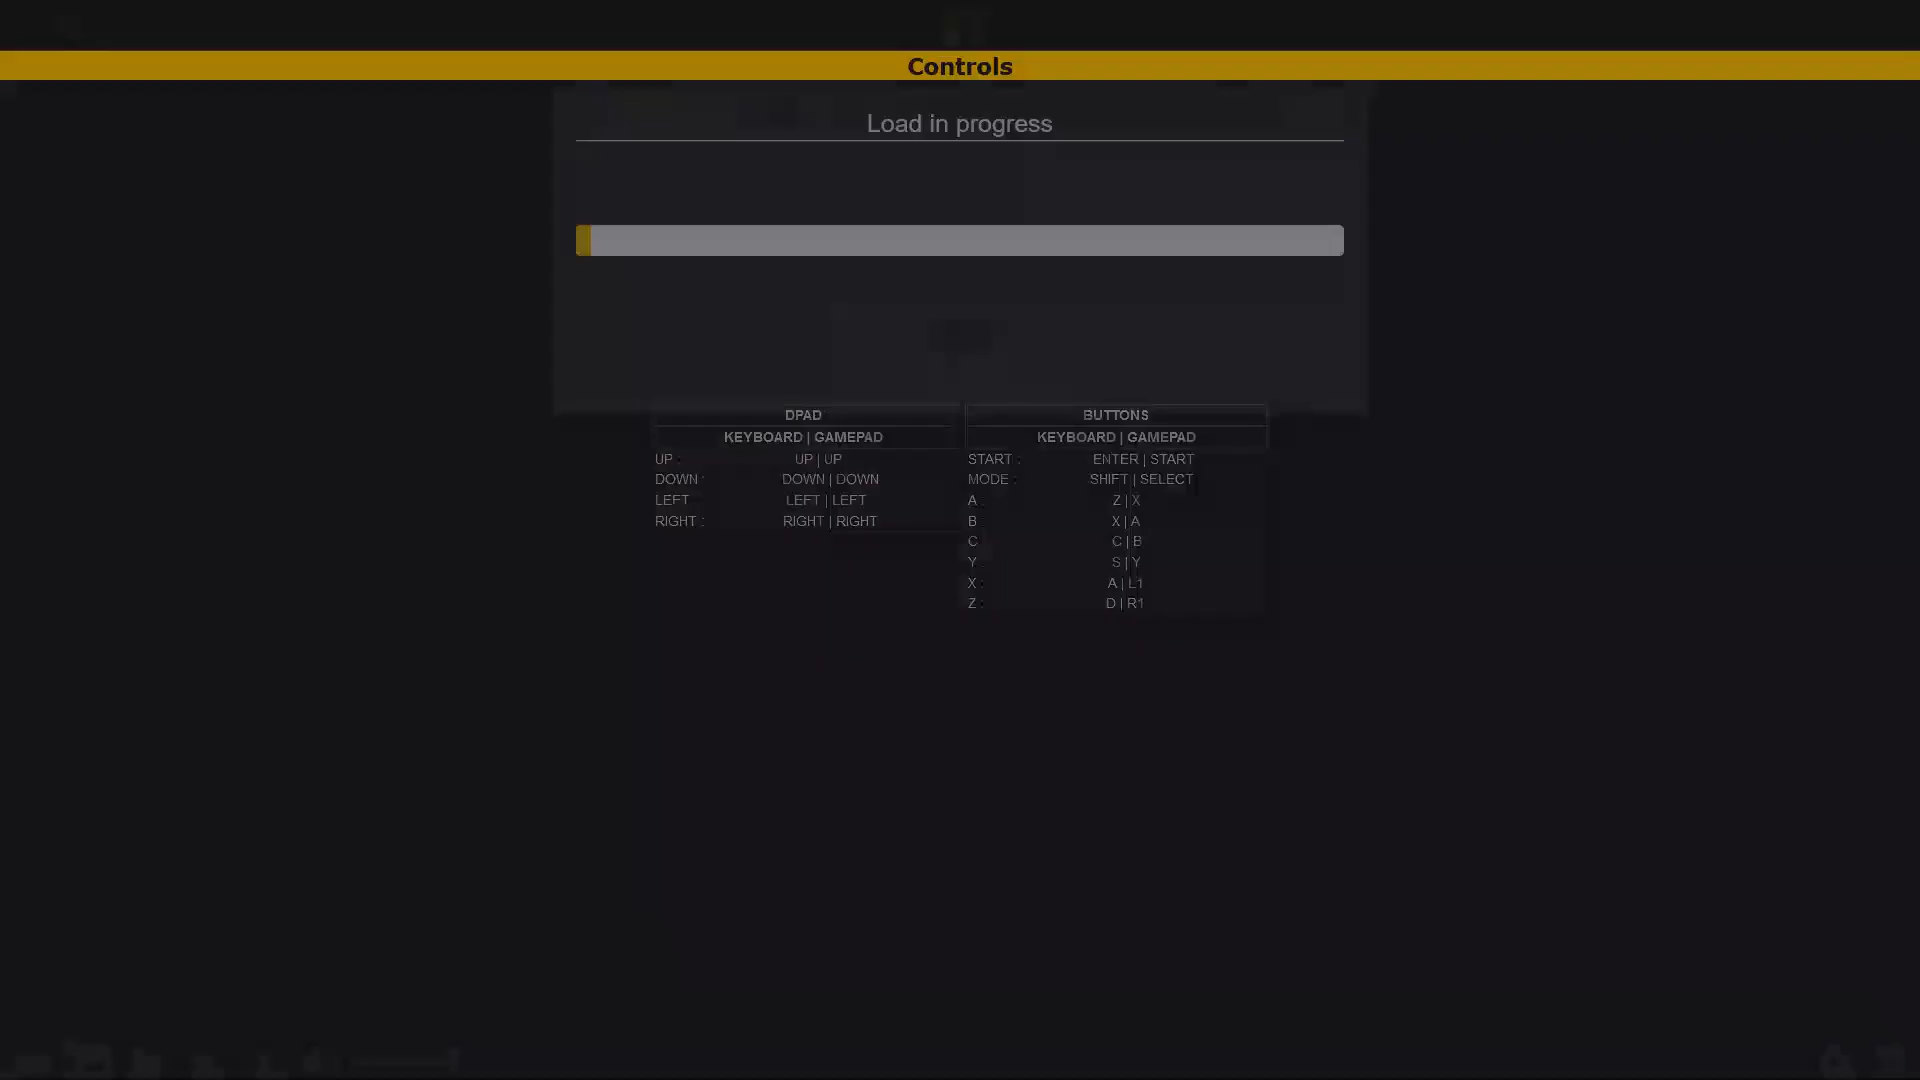 Controls
Load in progress
DPAD
KEYBOARD | GAMEPAD
UP : UP | UP
DOWN : DOWN | DOWN
LEFT LEFT | LEFT
RIGHT : RIGHT | RIGHT
BUTTONS
KEYBOARD | GAMEPAD
START : ENTER | START
MODE : SHIFT | SELECT
A : Z | X
B X | A
C C | B
Y : S | Y
X : A | L1
Z : D | R1